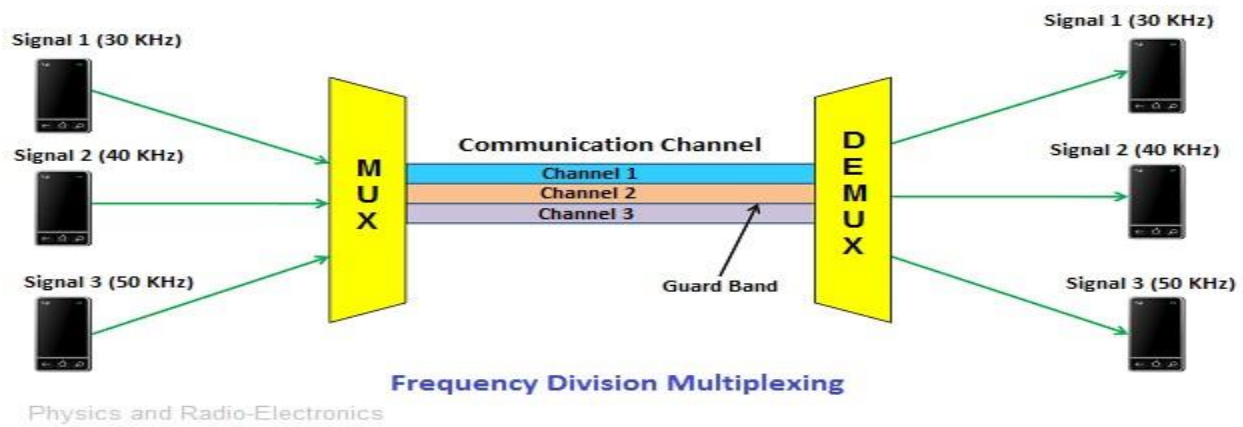 Signal 1 (30 KHz)
Signal 2 (40 KHz)
Signal 3 (50 KHz)
MUX
Communication Channel
Channel 1
Channel 2
Channel 3
Guard Band
DEMUX
Signal 1 (30 KHz)
Signal 2 (40 KHz)
Signal 3 (50 KHz)
Frequency Division Multiplexing
Physics and Radio-Electronics